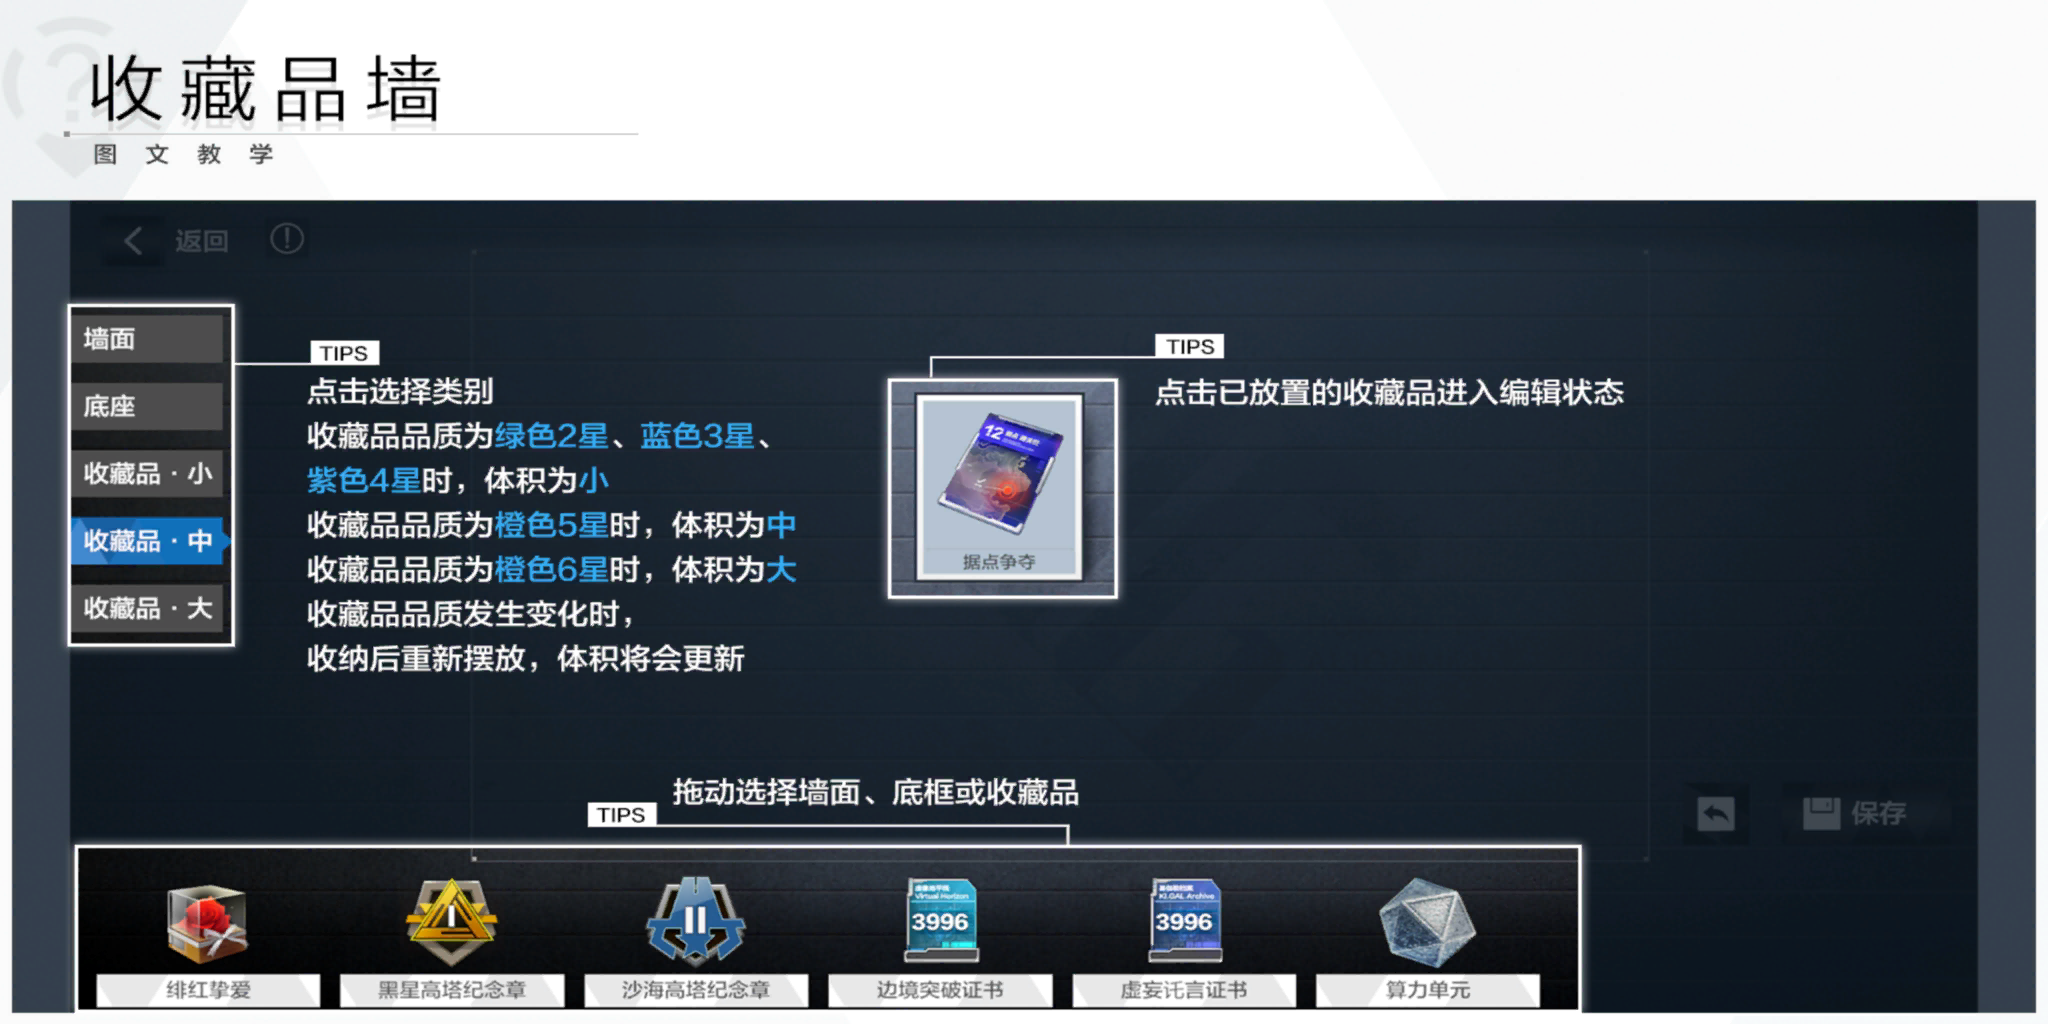 收藏品墙
图文教学
返回
墙面
底座
收藏品·小
收藏品·中
收藏品·大
TIPS
点击选择类别
收藏品品质为绿色2星、蓝色3星、
紫色4星时，体积为小
收藏品品质为橙色5星时，体积为中
收藏品品质为橙色6星时，体积为大
收藏品品质发生变化时，
收纳后重新摆放，体积将会更新
TIPS
点击已放置的收藏品进入编辑状态
12
据点争夺
拖动选择墙面、底框或收藏品
TIPS
保存
Virtual Horizon
3996
KLGAL Archive
3996
绯红挚爱
黑星高塔纪念章
沙海高塔纪念章
边境突破证书
虚妄讬言证书
算力单元